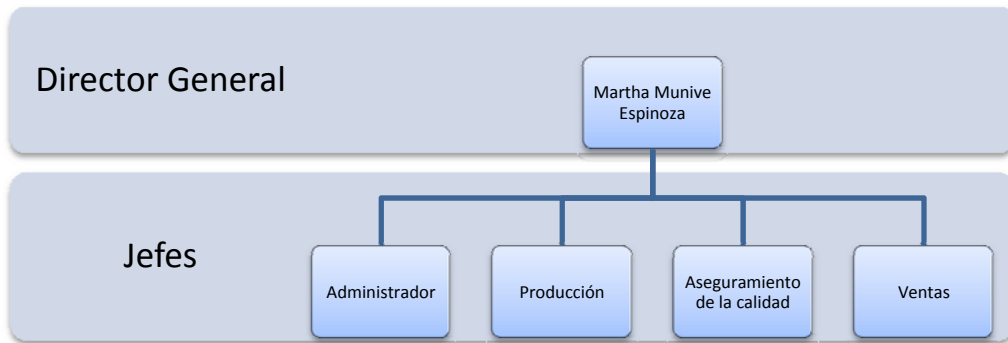 Director General
Martha Munive
Espinoza
Jefes
Administrador
Producción
Aseguramiento
de la calidad
Ventas